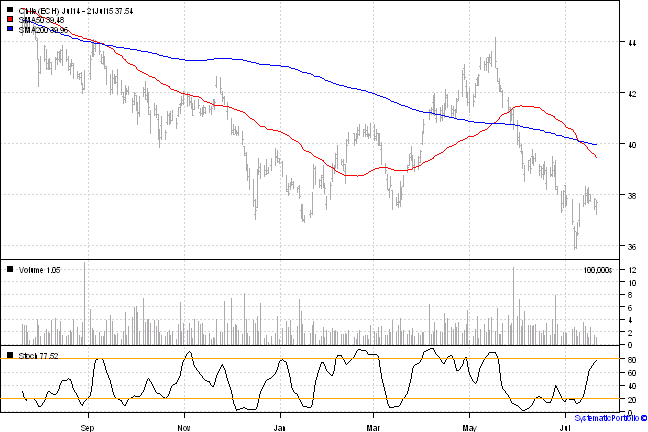 Chile (ECH) Jul14 - 21Jul15 37.54
SMA50 39.48
SMA200 39.96
44
42
40
38
36
Volume 1.05
100,000s
12
10
8
6
4
2
0
Stoch 77.52
80
60
40
20
0
Sep Nov Jan Mar May Jul
SystematicPortfolio ©